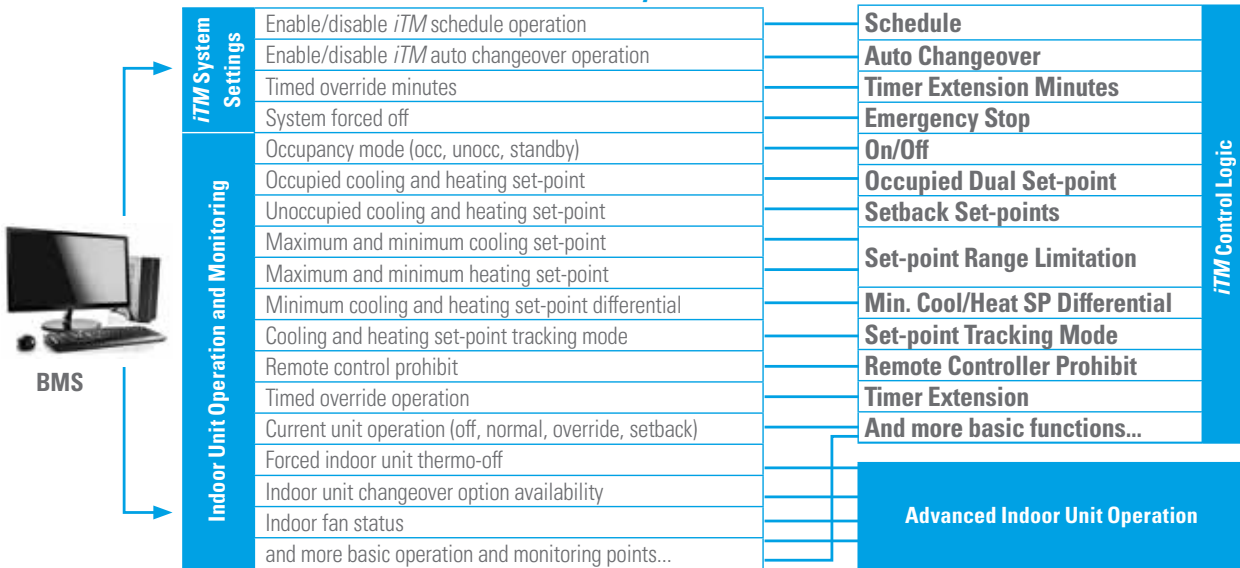 iTM System
Settings
Enable/disable iTM schedule operation
Enable/disable iTM auto changeover operation
Timed override minutes
System forced off
Indoor Unit Operation and Monitoring
Occupancy mode (occ, unocc, standby)
Occupied cooling and heating set-point
Unoccupied cooling and heating set-point
Maximum and minimum cooling set-point
Maximum and minimum heating set-point
Minimum cooling and heating set-point differential
Cooling and heating set-point tracking mode
Remote control prohibit
Timed override operation
Current unit operation (off, normal, override, setback)
Forced indoor unit thermo-off
Indoor unit changeover option availability
Indoor fan status
and more basic operation and monitoring points...
BMS
Schedule
Auto Changeover
Timer Extension Minutes
Emergency Stop
On/Off
Occupied Dual Set-point
Setback Set-points
Set-point Range Limitation
Min. Cool/Heat SP Differential
Set-point Tracking Mode
Remote Controller Prohibit
Timer Extension
And more basic functions...
iTM Control Logic
Advanced Indoor Unit Operation